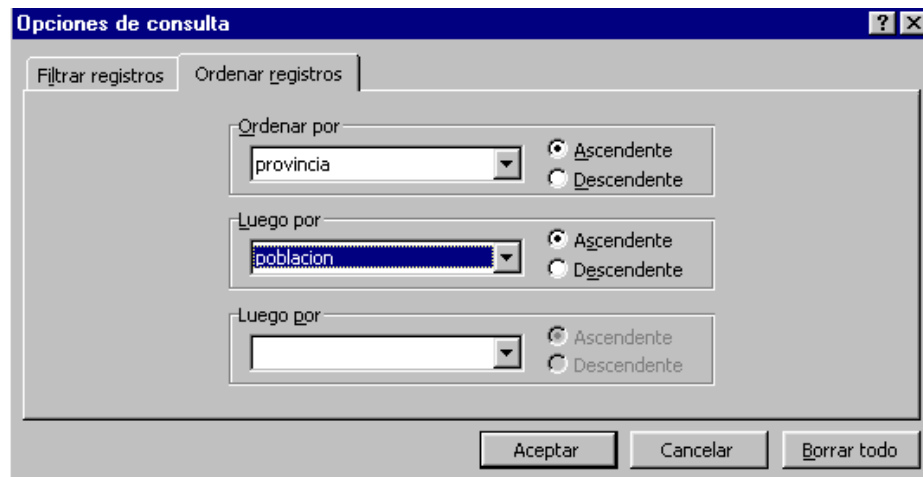 Opciones de consulta
Filtrar registros Ordenar registros
Ordenar por
provincia
Ascendente
Descendente
Luego por
poblacion
Ascendente
Descendente
Luego por
Ascendente
Descendente
Aceptar Cancelar Borrar todo